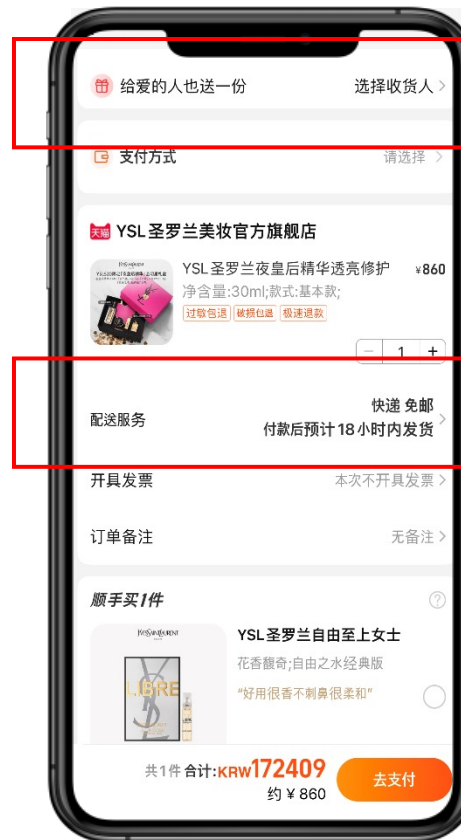 给爱的人也送一份 选择收货人
支付方式 请选择
天猫 YSL圣罗兰美妆官方旗舰店
YSL圣罗兰夜皇后精华透亮修护 ¥860
净含量:30ml;款式:基本款;
过敏包退 破损包退 极速退款
1 +
配送服务 快递 免邮
付款后预计18小时内发货
开具发票 本次不开具发票
订单备注 无备注
顺手买1件
YSL圣罗兰自由至上女士
花香馥奇;自由之水经典版
"好用很香不刺鼻很柔和"
YVESSAINTLAURENT
LIBRE
共1件 合计:KRW172409
约 ¥ 860
去支付